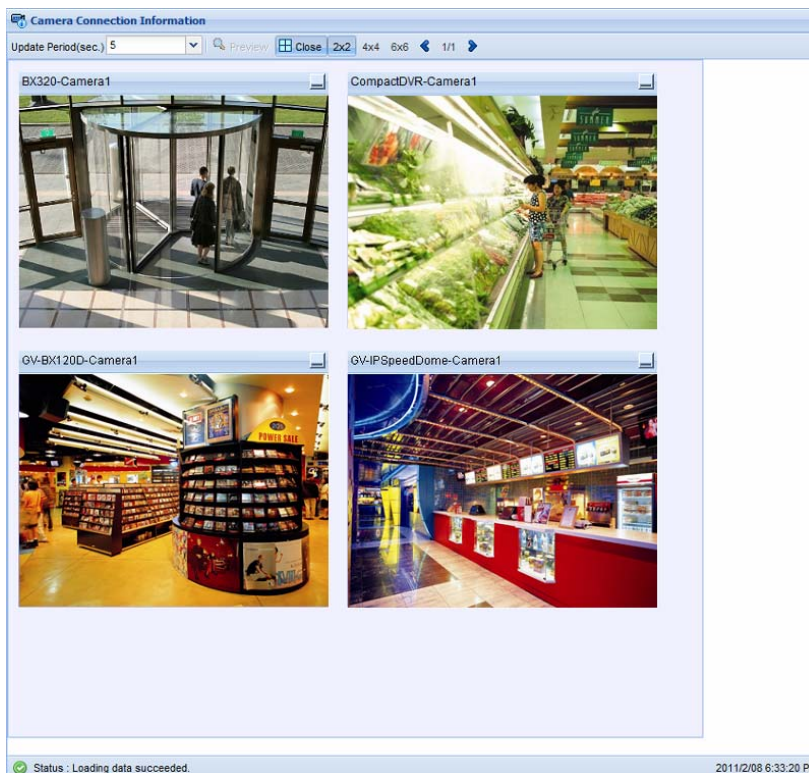 Camera Connection Information
Update Period(sec.) 5 Preview Close 2x2 4x4 6x6 1/1
BX320-Camera1
CompactDVR-Camera1
SUMMER
GV-BX120D-Camera1
GV-IPSpeedDome-Camera1
POWER SALE
Status : Loading data succeeded.
2011/2/08 6:33:20 P